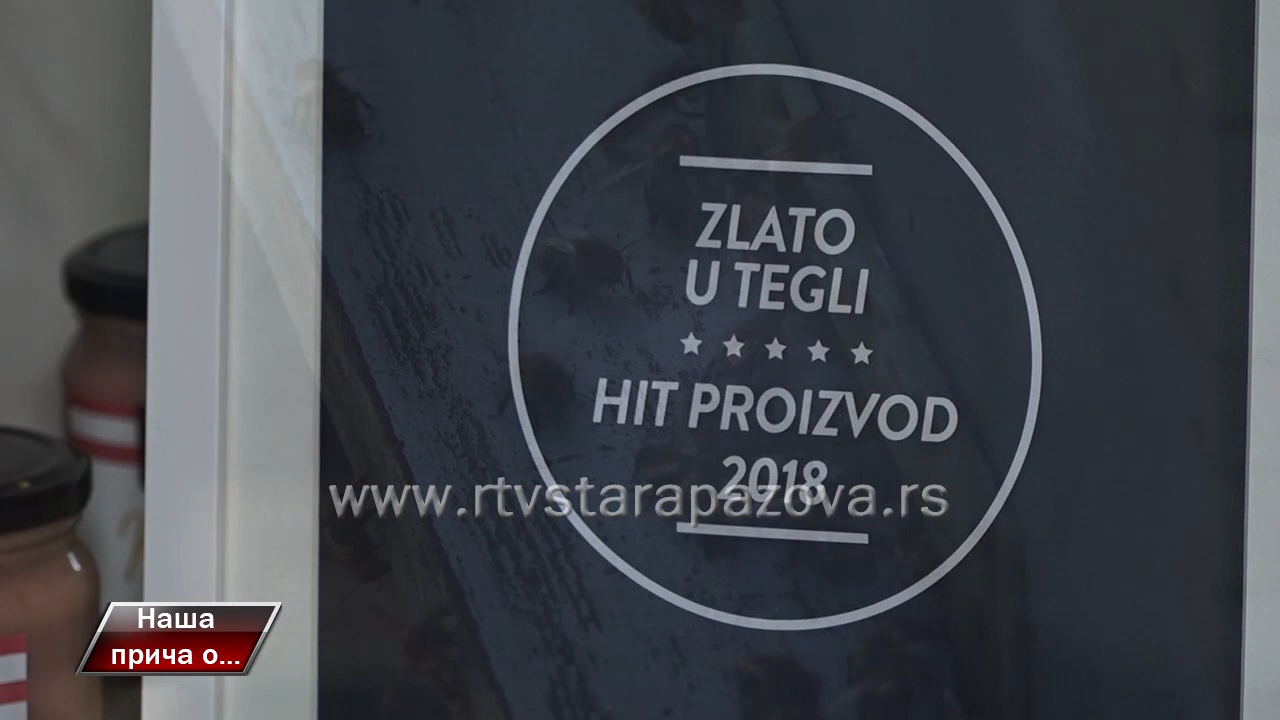 ZLATO
U TEGLI
HIT PROIZVOD
2018
www.rtvstarapazova.rs
Наша
прича о...